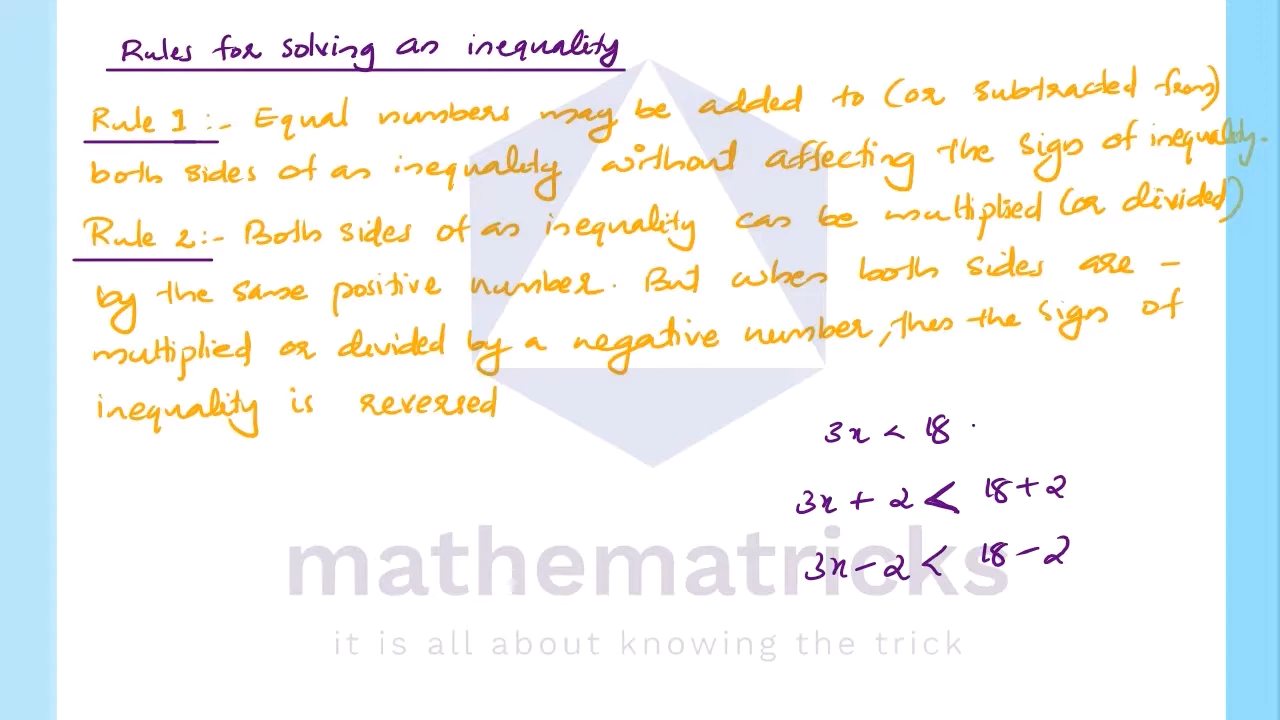 Rules for solving an inequality
Rule 1 :- Equal numbers may be added to (or subtracted from)
both sides of an inequality without affecting the sign of inequality.
Rule 2 :- Both sides of an inequality can be multiplied (or divided)
by the same positive number. But when both sides are -
multiplied or divided by a negative number, then the sign of
inequality is reversed
3x < 18 .
3x + 2 < 18 + 2
3x - 2 < 18 - 2
mathematricks
it is all about knowing the trick